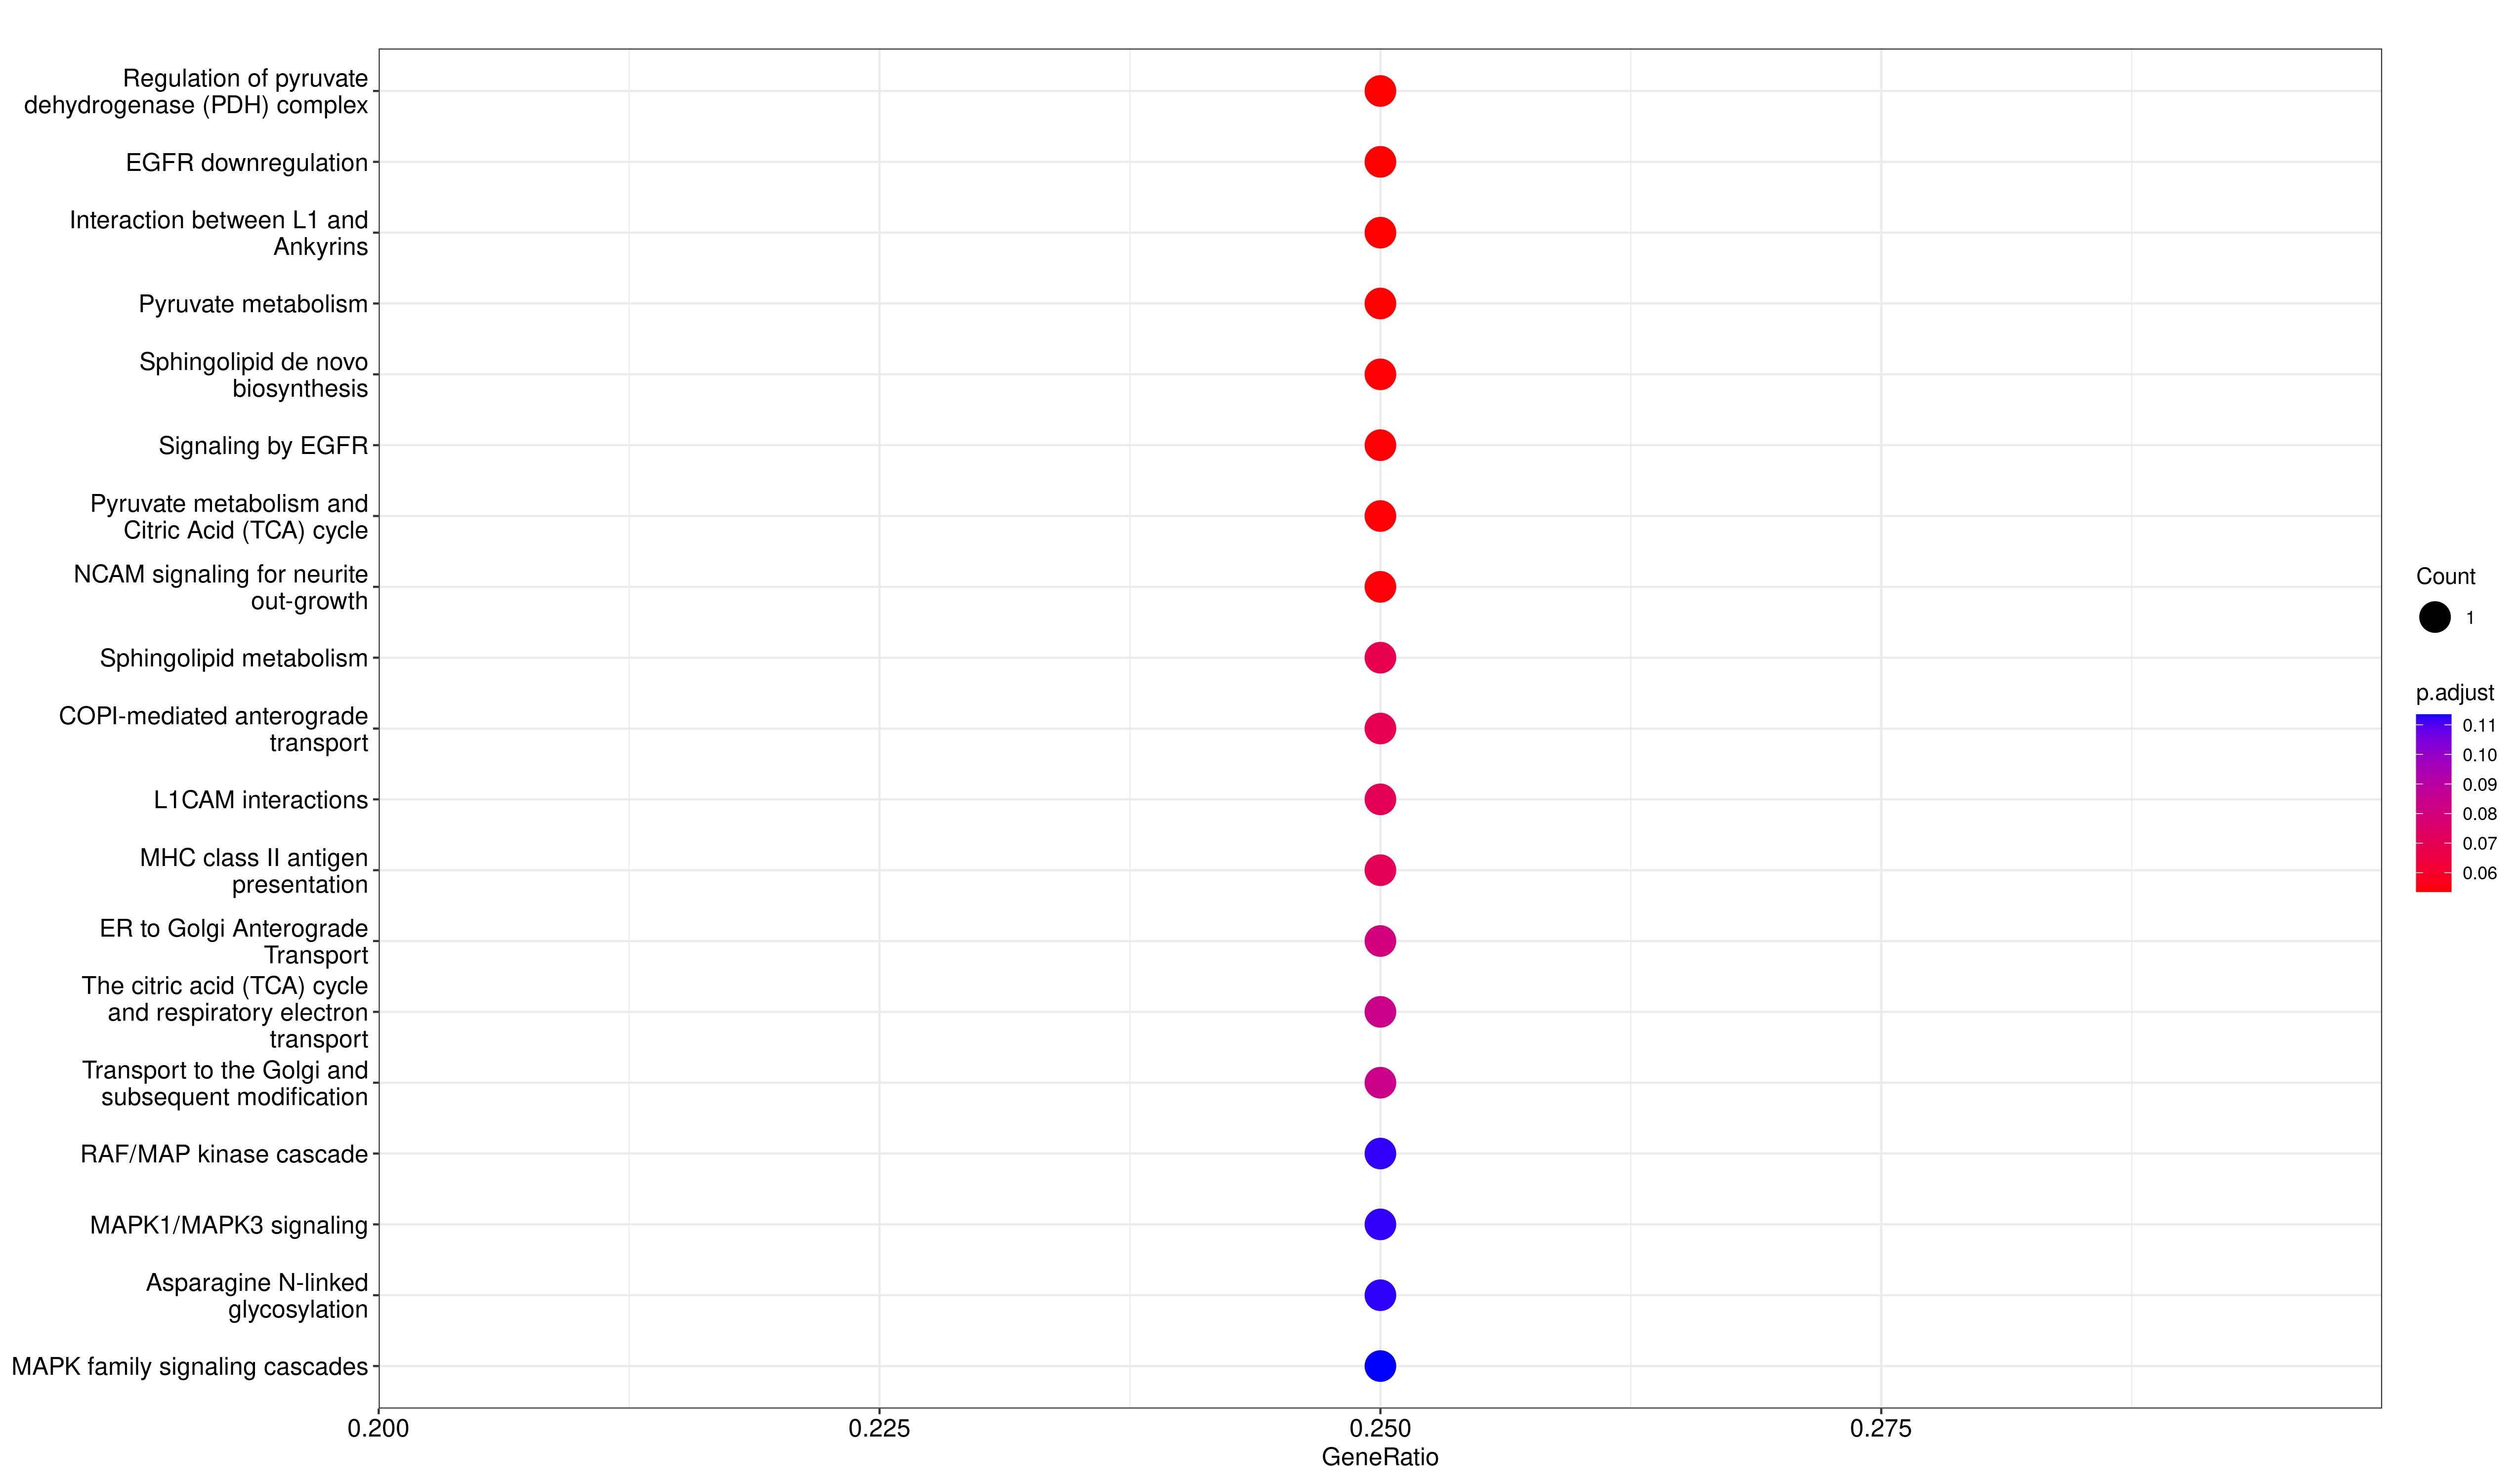 Regulation of pyruvate
dehydrogenase (PDH) complex
EGFR downregulation
Interaction between L1 and
Ankyrins
Pyruvate metabolism
Sphingolipid de novo
biosynthesis
Signaling by EGFR
Pyruvate metabolism and
Citric Acid (TCA) cycle
NCAM signaling for neurite
out-growth
Sphingolipid metabolism
COPI-mediated anterograde
transport
L1CAM interactions
MHC class II antigen
presentation
ER to Golgi Anterograde
Transport
The citric acid (TCA) cycle
and respiratory electron
transport
Transport to the Golgi and
subsequent modification
RAF/MAP kinase cascade
MAPK1/MAPK3 signaling
Asparagine N-linked
glycosylation
MAPK family signaling cascades
0.200
0.225
0.250
0.275
GeneRatio
Count
1
p.adjust
0.11
0.10
0.09
0.08
0.07
0.06